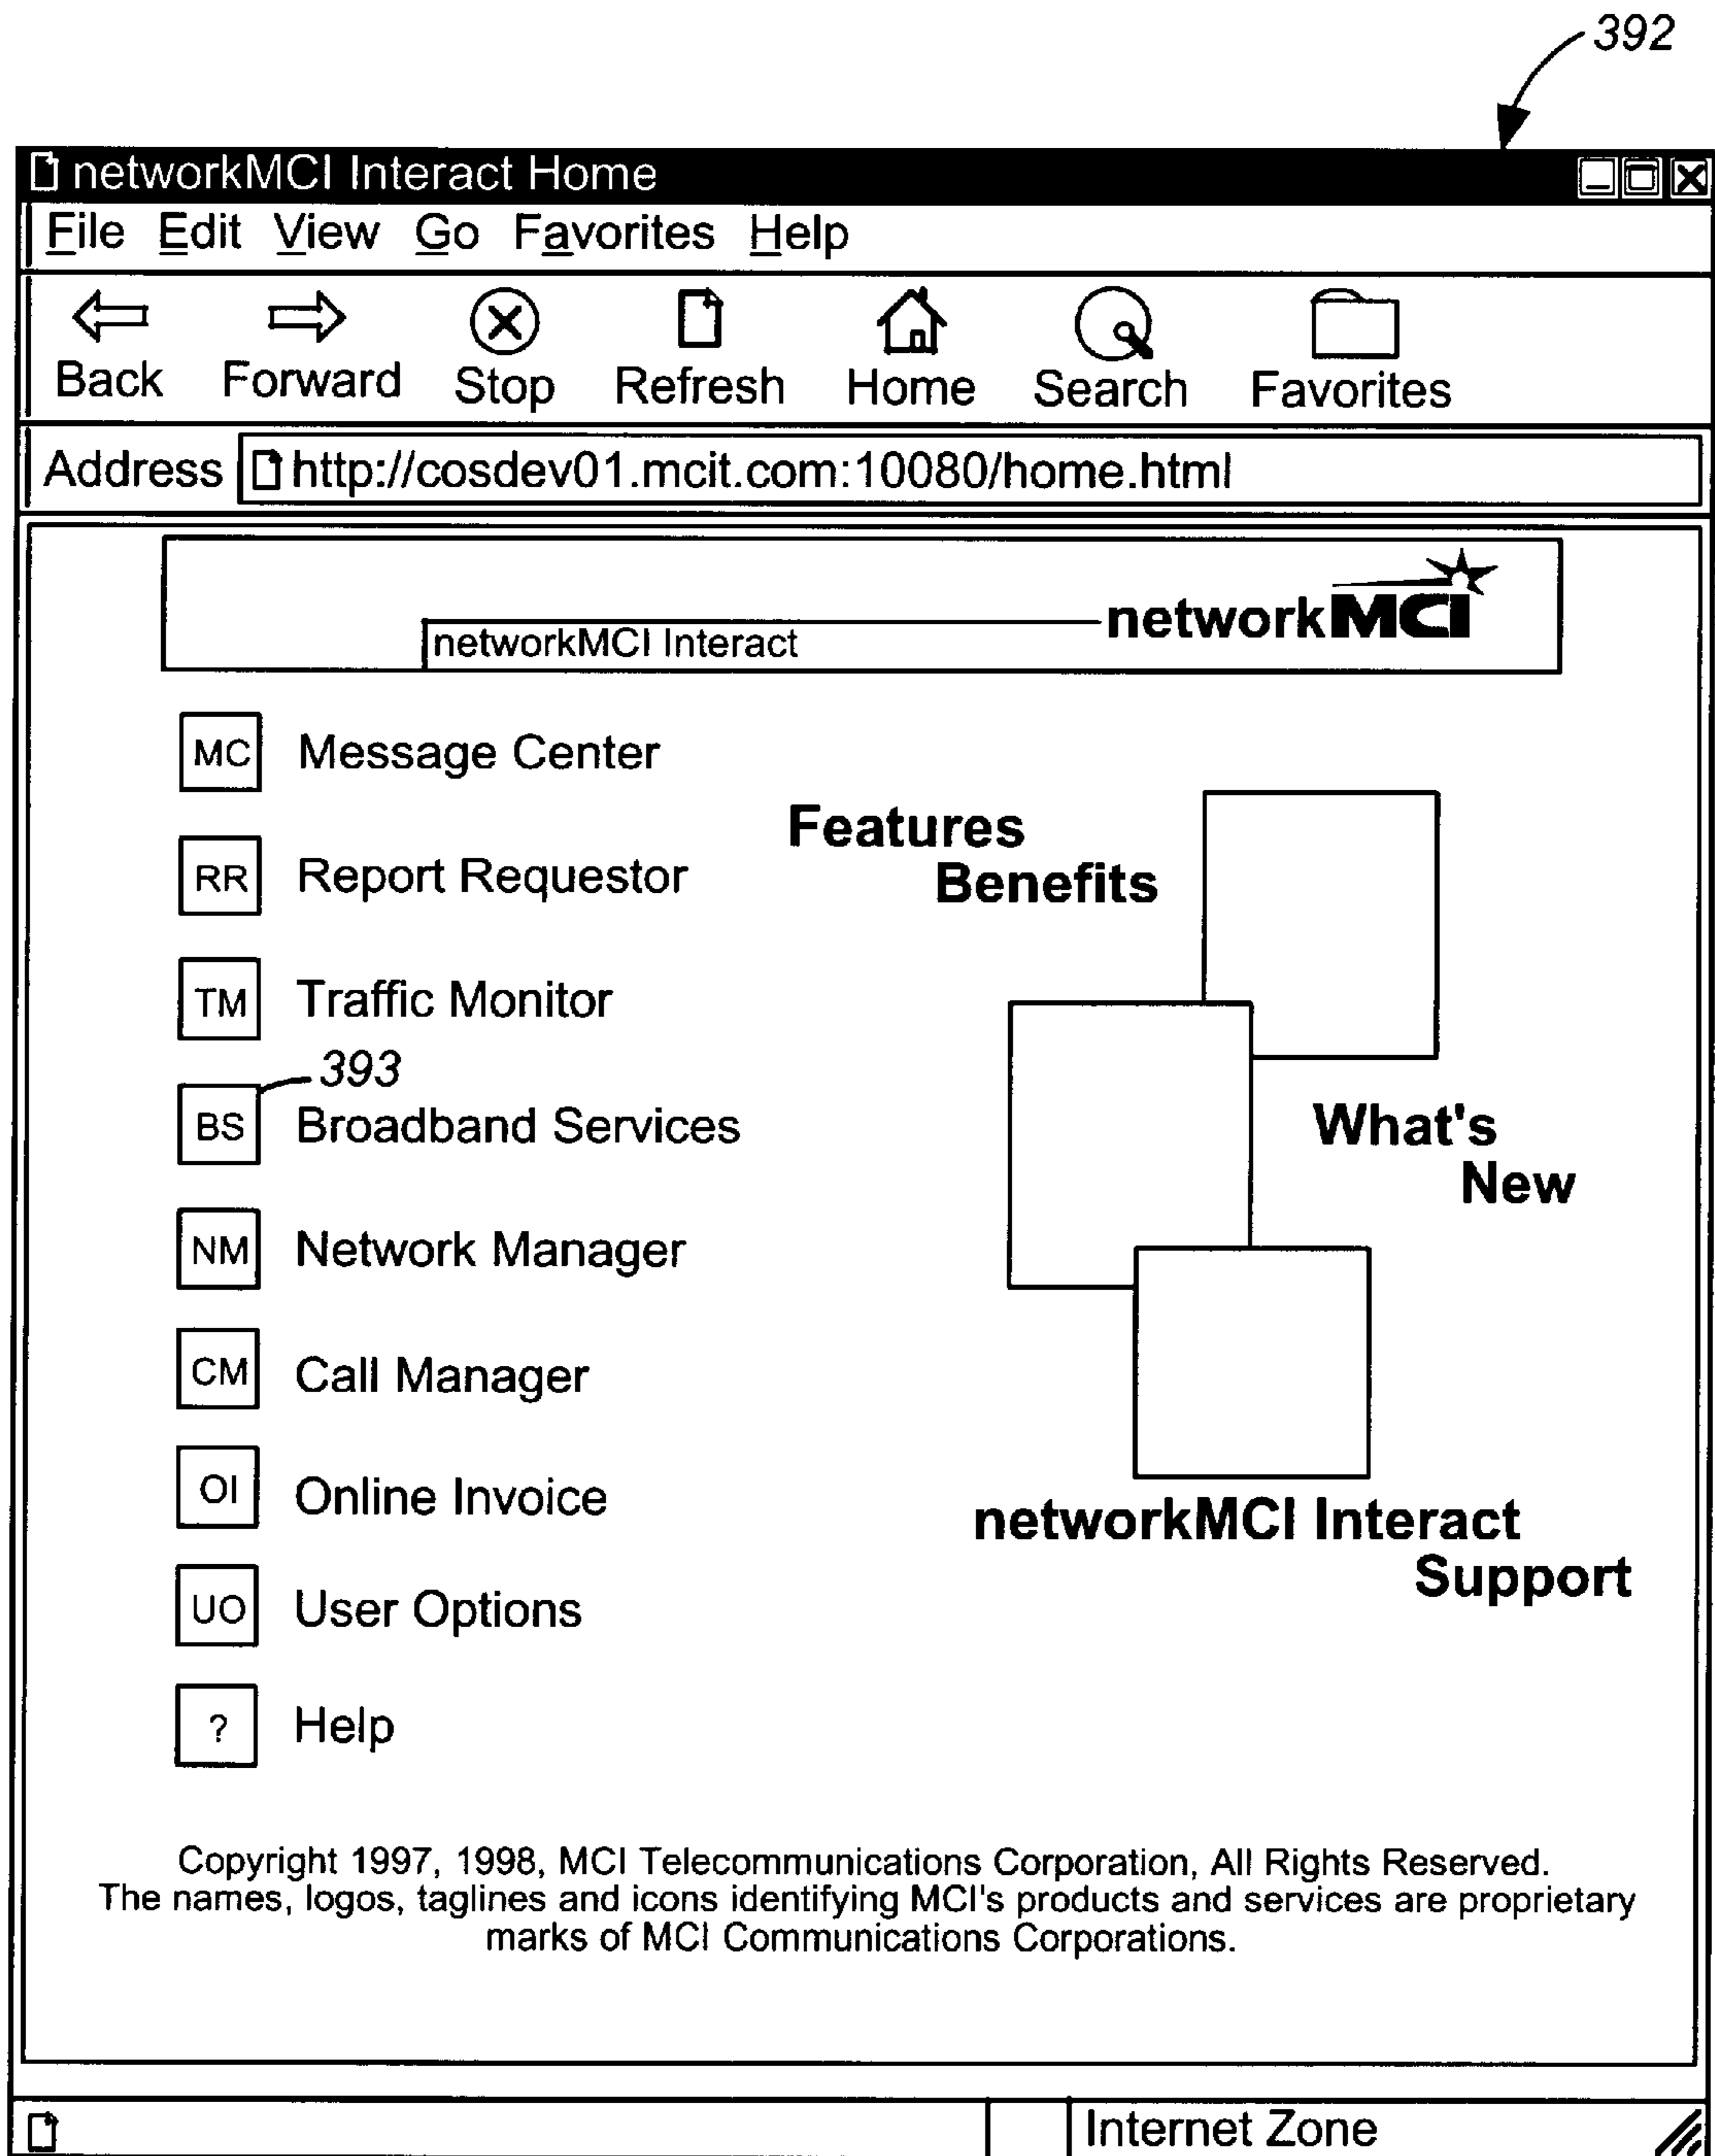 392
networkMCI Interact Home
File Edit View Go Favorites Help
Back Forward Stop Refresh Home Search Favorites
Address http://cosdev01.mcit.com:10080/home.html
networkMCI
networkMCI Interact
MC Message Center
Features
Benefits
RR Report Requestor
TM Traffic Monitor
393
BS Broadband Services
What's
New
NM Network Manager
CM Call Manager
OI Online Invoice
networkMCI Interact
Support
UO User Options
? Help
Copyright 1997, 1998, MCI Telecommunications Corporation, All Rights Reserved.
The names, logos, taglines and icons identifying MCI's products and services are proprietary
marks of MCI Communications Corporations.
Internet Zone